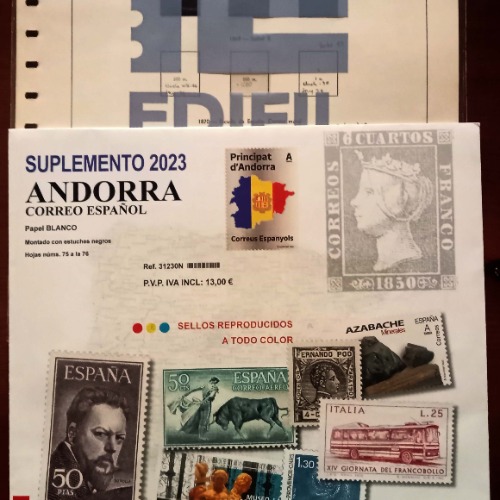 EDIFIL
SUPLEMENTO 2023
ANDORRA
CORREO ESPAÑOL
Papel BLANCO
Montado con estuches negros
Hojas núms. 75 a la 76
Principat
d'Andorra
A
Correus Espanyols
CORREOS
6 CUARTOS
FRANCO
1850
Ref. 31230N
P.V.P. IVA INCL: 13,00 €
SELLOS REPRODUCIDOS
A TODO COLOR
AZABACHE
Minerales
ESPAÑA
A
Correos
FERNANDO POO
ESPAÑA
50
PTAS
50
ESPAÑA
CORREO AEREO
ITALIA
L.25
XIV GIORNATA DEL FRANCOBOLLO
1.30